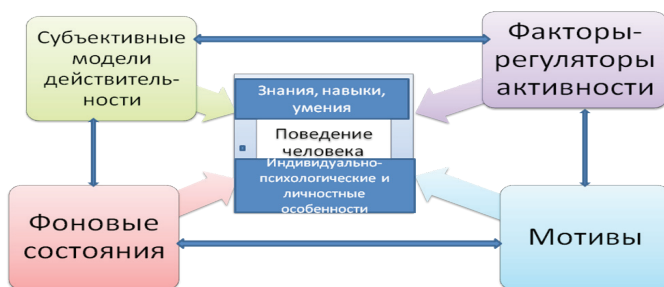 Субъективные
модели
действитель-
ности
Факторы-
регуляторы
активности
Знания, навыки,
умения
Поведение
человека
Индивидуально-
психологические и
личностные
особенности
Фоновые
состояния
Мотивы